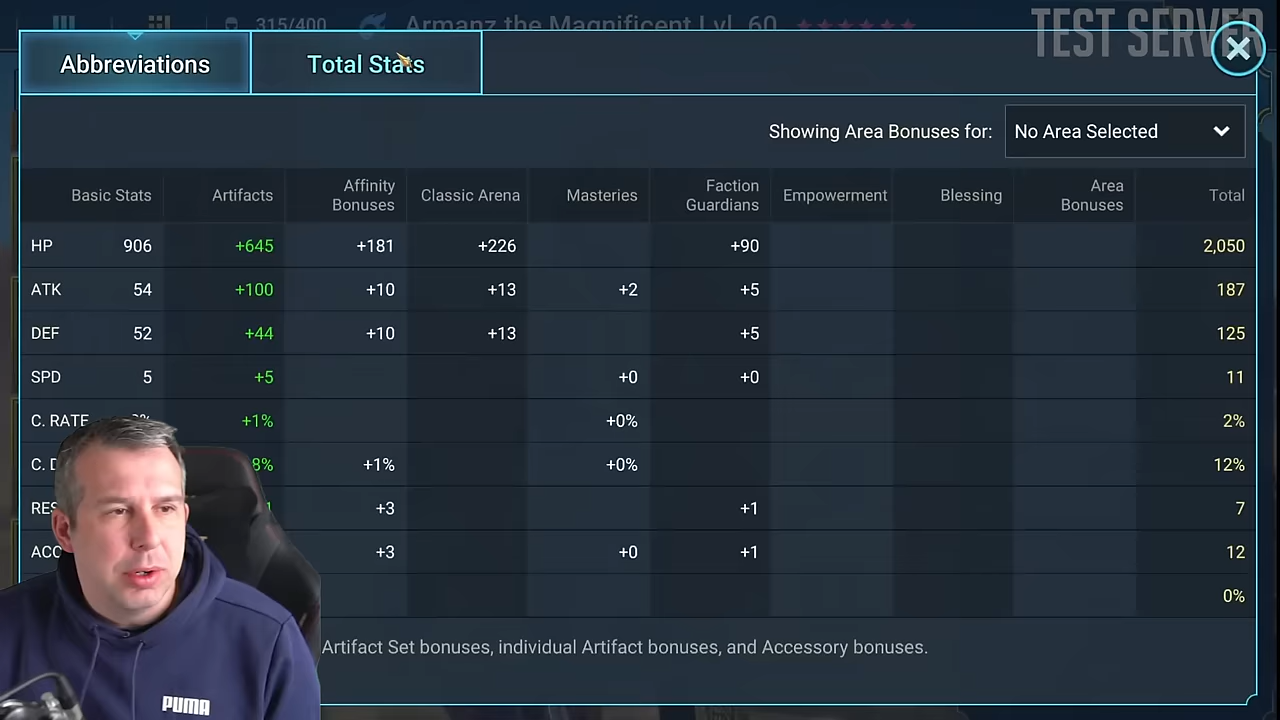 315/400 Armanz the Magnificent Lvl. 60
TEST SERVER
Abbreviations Total Stats
Showing Area Bonuses for: No Area Selected
Basic Stats Artifacts Affinity Bonuses Classic Arena Masteries Faction Guardians Empowerment Blessing Area Bonuses Total
HP 906 +645 +181 +226 +90 2,050
ATK 54 +100 +10 +13 +2 +5 187
DEF 52 +44 +10 +13 +5 125
SPD 5 +5 +0 +0 11
C. RATE +1% +0% 2%
C. D 8% +1% +0% 12%
RES +3 +1 7
ACC +3 +0 +1 12
0%
Artifact Set bonuses, individual Artifact bonuses, and Accessory bonuses.
PUMA